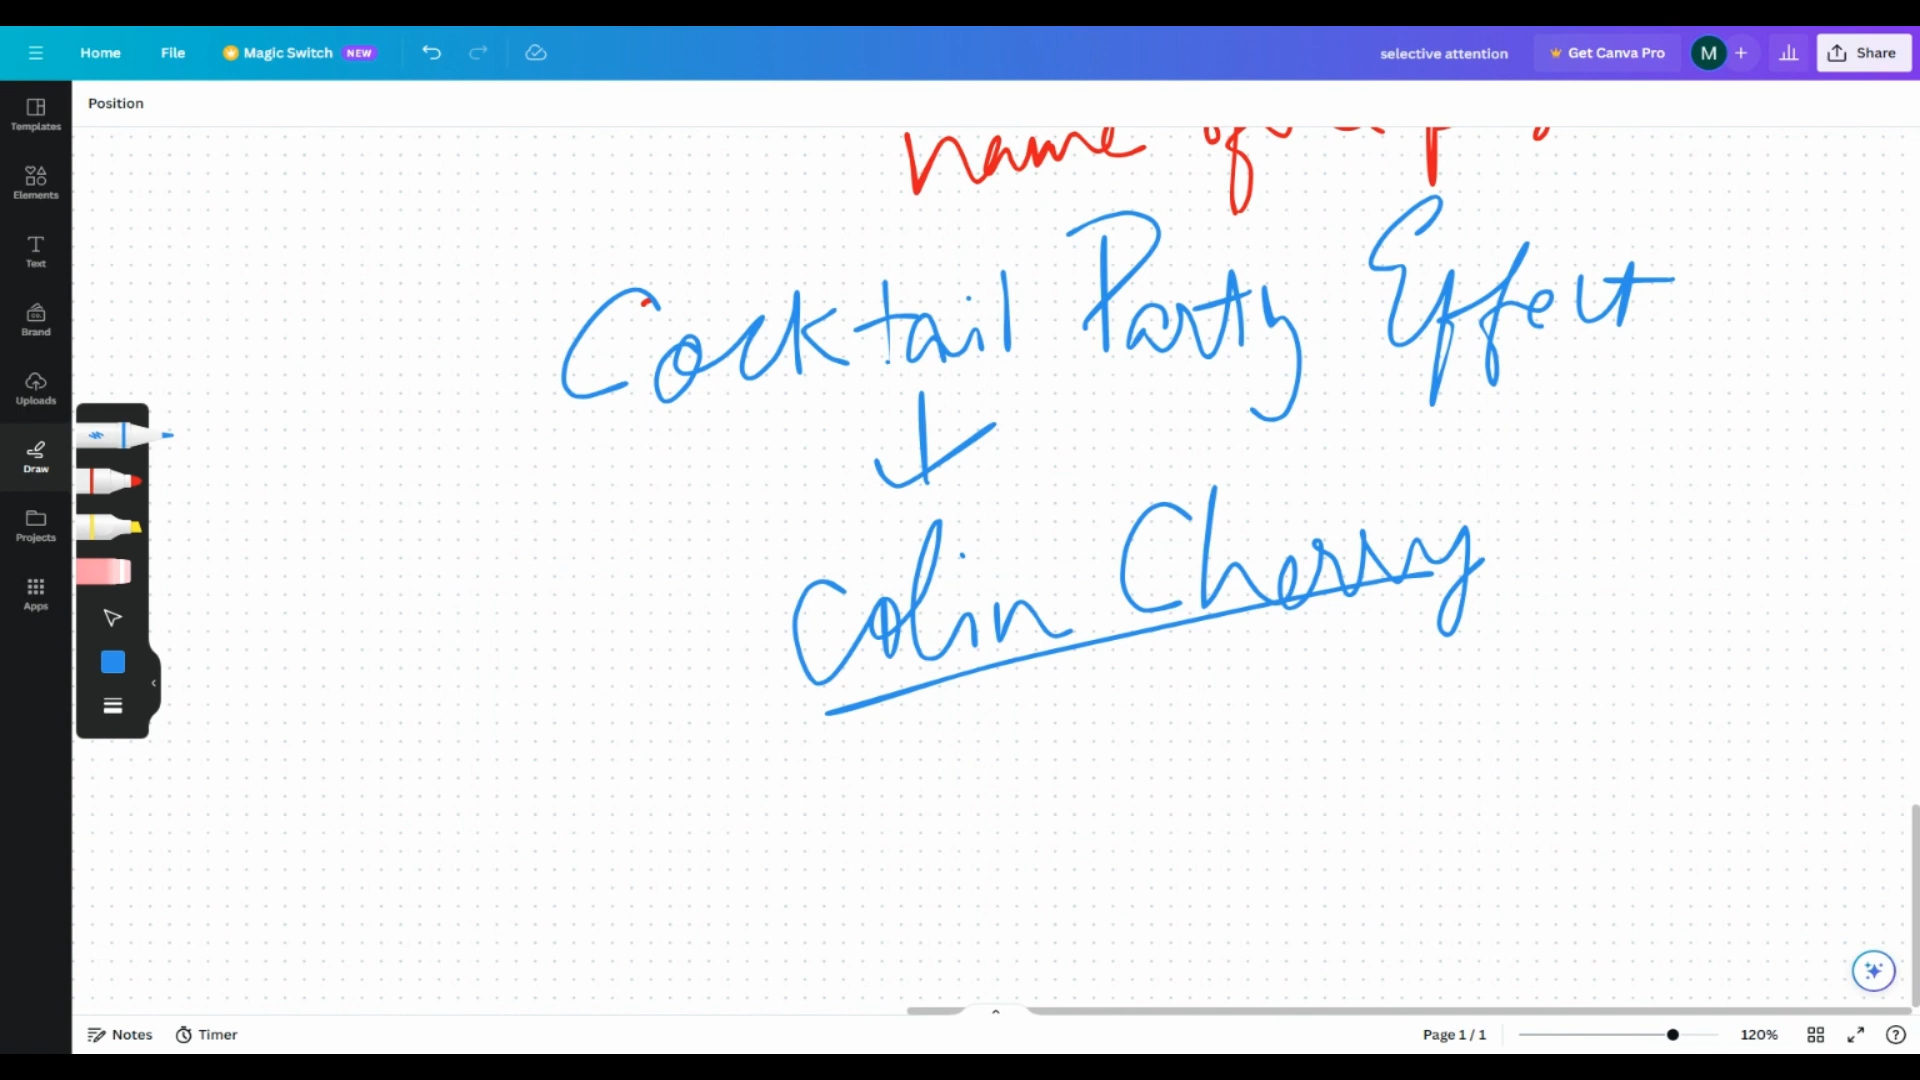 Home File Magic Switch NEW selective attention Get Canva Pro M + Share
Position
Templates
Elements
Text
Brand
Uploads
Draw
Projects
Apps
name of a
Cocktail Party Effect
Colin Cherry
Notes Timer Page 1 / 1 120%